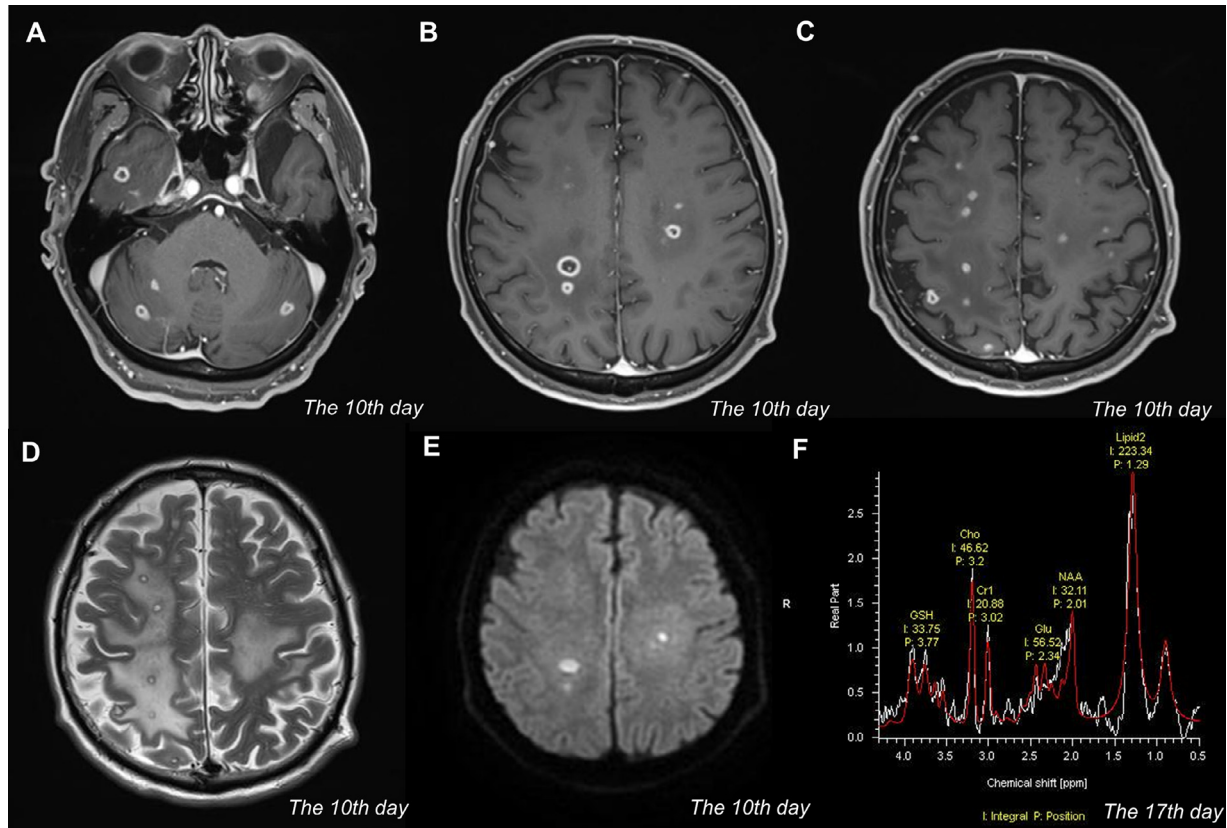 A
The 10th day
B
The 10th day
C
The 10th day
D
The 10th day
E
R
The 10th day
F
Lipid2
I: 223.34
P: 1.29
Cho
I: 46.62
P: 3.2
Cr1
I: 20.88
P: 3.02
NAA
I: 32.11
P: 2.01
GSH
I: 33.75
P: 3.77
Glu
I: 56.52
P: 2.34
Real Part
2.5
2.0
1.5
1.0
0.5
0.0
4.0 3.5 3.0 2.5 2.0 1.5 1.0 0.5
Chemical shift [ppm]
I: Integral P: Position
The 17th day